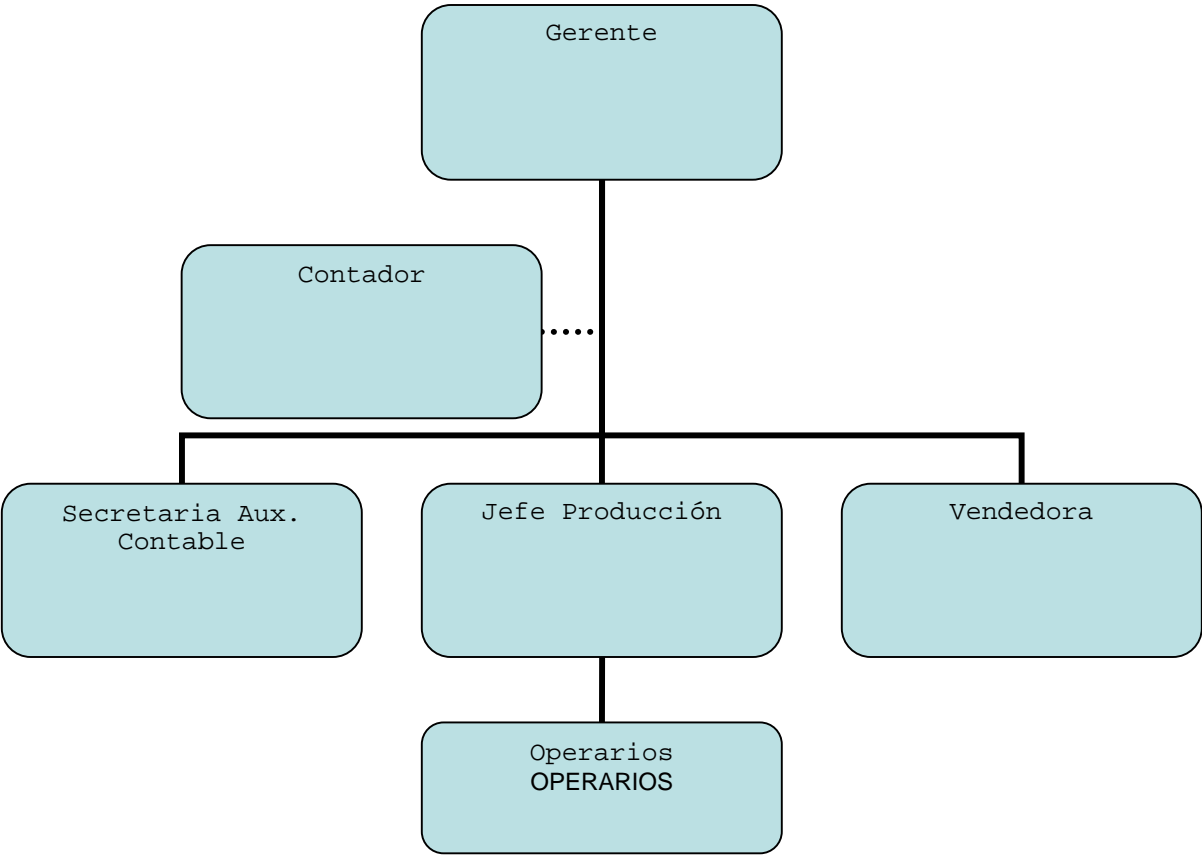 Gerente
Contador
Secretaria Aux.
Contable
Jefe Producción
Vendedora
Operarios
OPERARIOS